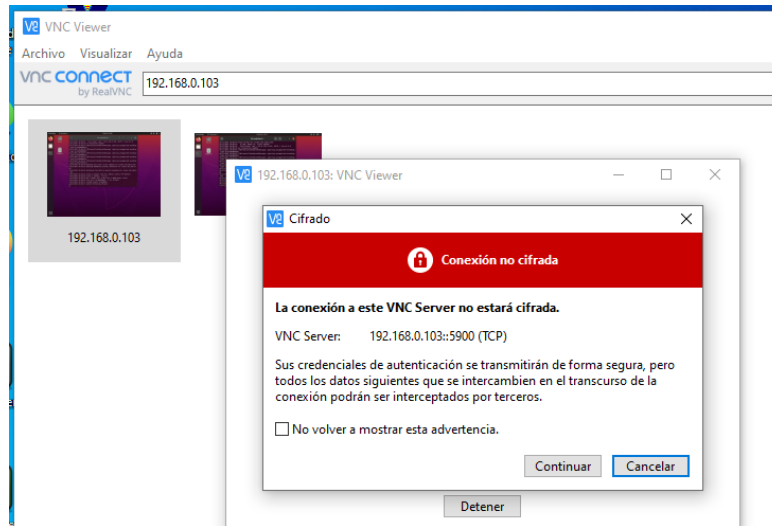 VNC Viewer
Archivo Visualizar Ayuda
VNC CONNECT
by RealVNC
192.168.0.103
192.168.0.103
192.168.0.103: VNC Viewer
Cifrado
Conexión no cifrada
La conexión a este VNC Server no estará cifrada.
VNC Server: 192.168.0.103::5900 (TCP)
Sus credenciales de autenticación se transmitirán de forma segura, pero
todos los datos siguientes que se intercambien en el transcurso de la
conexión podrán ser interceptados por terceros.
No volver a mostrar esta advertencia.
Continuar Cancelar
Detener